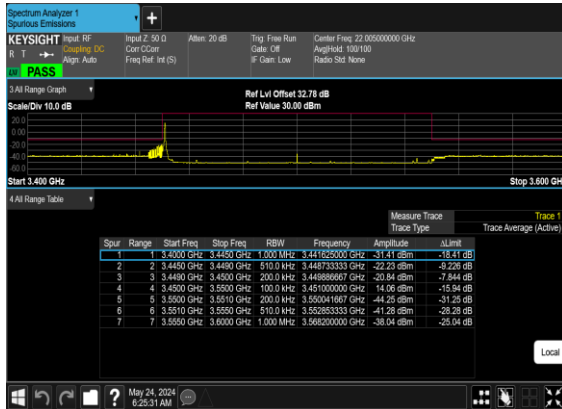 Spectrum Analyzer 1
Spurious Emissions
+
KEYSIGHT Input: RF Input Z: 50 Ω Atten: 20 dB Trig: Free Run Center Freq: 22.005000000 GHz
R T Coupling: DC Corr CCorr Gate: Off Avg|Hold: 100/100
Align: Auto Freq Ref: Int (S) IF Gain: Low Radio Std: None
PASS
3 All Range Graph
Ref Lvl Offset 32.78 dB
Scale/Div 10.0 dB Ref Value 30.00 dBm
20.0
0.00
-20.0
-40.0
-60.0
Start 3.400 GHz Stop 3.600 GH
4 All Range Table
Measure Trace Trace 1
Trace Type Trace Average (Active)
Spur Range Start Freq Stop Freq RBW Frequency Amplitude ΔLimit
1 1 3.4000 GHz 3.4450 GHz 1.000 MHz 3.441625000 GHz -31.41 dBm -18.41 dB
2 2 3.4450 GHz 3.4490 GHz 510.0 kHz 3.448733333 GHz -22.23 dBm -9.226 dB
3 3 3.4490 GHz 3.4500 GHz 200.0 kHz 3.449886667 GHz -20.84 dBm -7.844 dB
4 4 3.4500 GHz 3.5500 GHz 100.0 kHz 3.451000000 GHz 14.06 dBm -15.94 dB
5 5 3.5500 GHz 3.5510 GHz 200.0 kHz 3.550041667 GHz -44.25 dBm -31.25 dB
6 6 3.5510 GHz 3.5550 GHz 510.0 kHz 3.552853333 GHz -41.28 dBm -28.28 dB
7 7 3.5550 GHz 3.6000 GHz 1.000 MHz 3.568200000 GHz -38.04 dBm -25.04 dB
Local
? May 24, 2024
6:25:31 AM